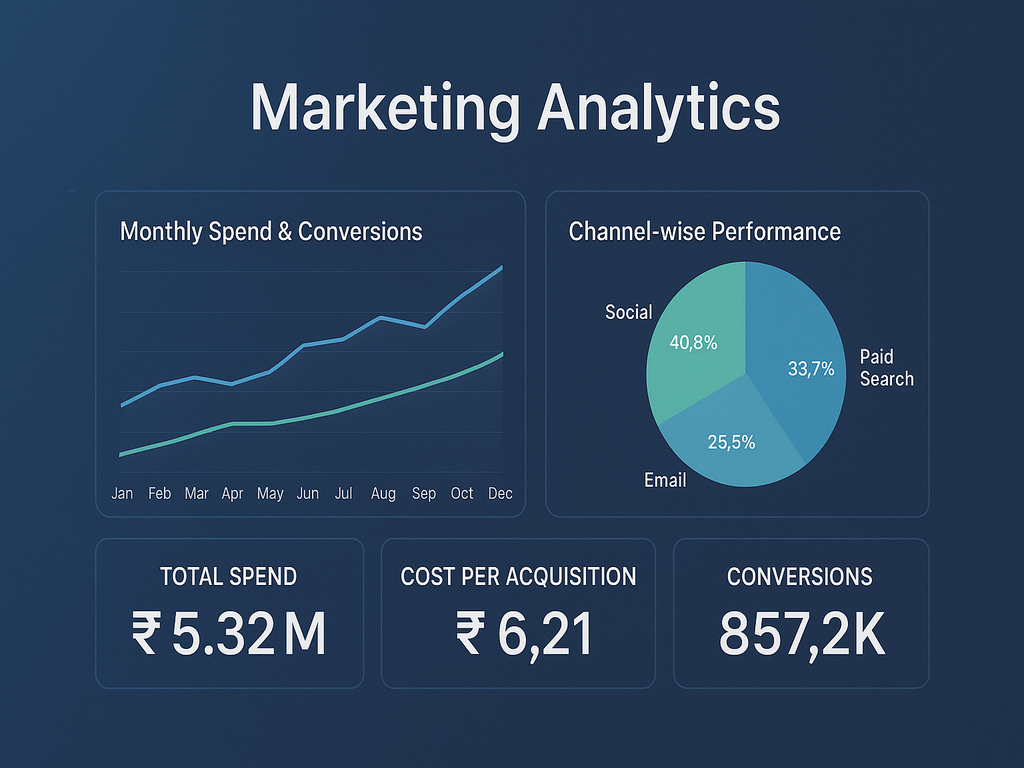 Marketing Analytics
Monthly Spend & Conversions
Jan Feb Mar Apr May Jun Jul Aug Sep Oct Dec
Channel-wise Performance
Social
40,8%
33,7%
Paid
Search
25,5%
Email
TOTAL SPEND
₹ 5.32 M
COST PER ACQUISITION
₹ 6,21
CONVERSIONS
857,2K